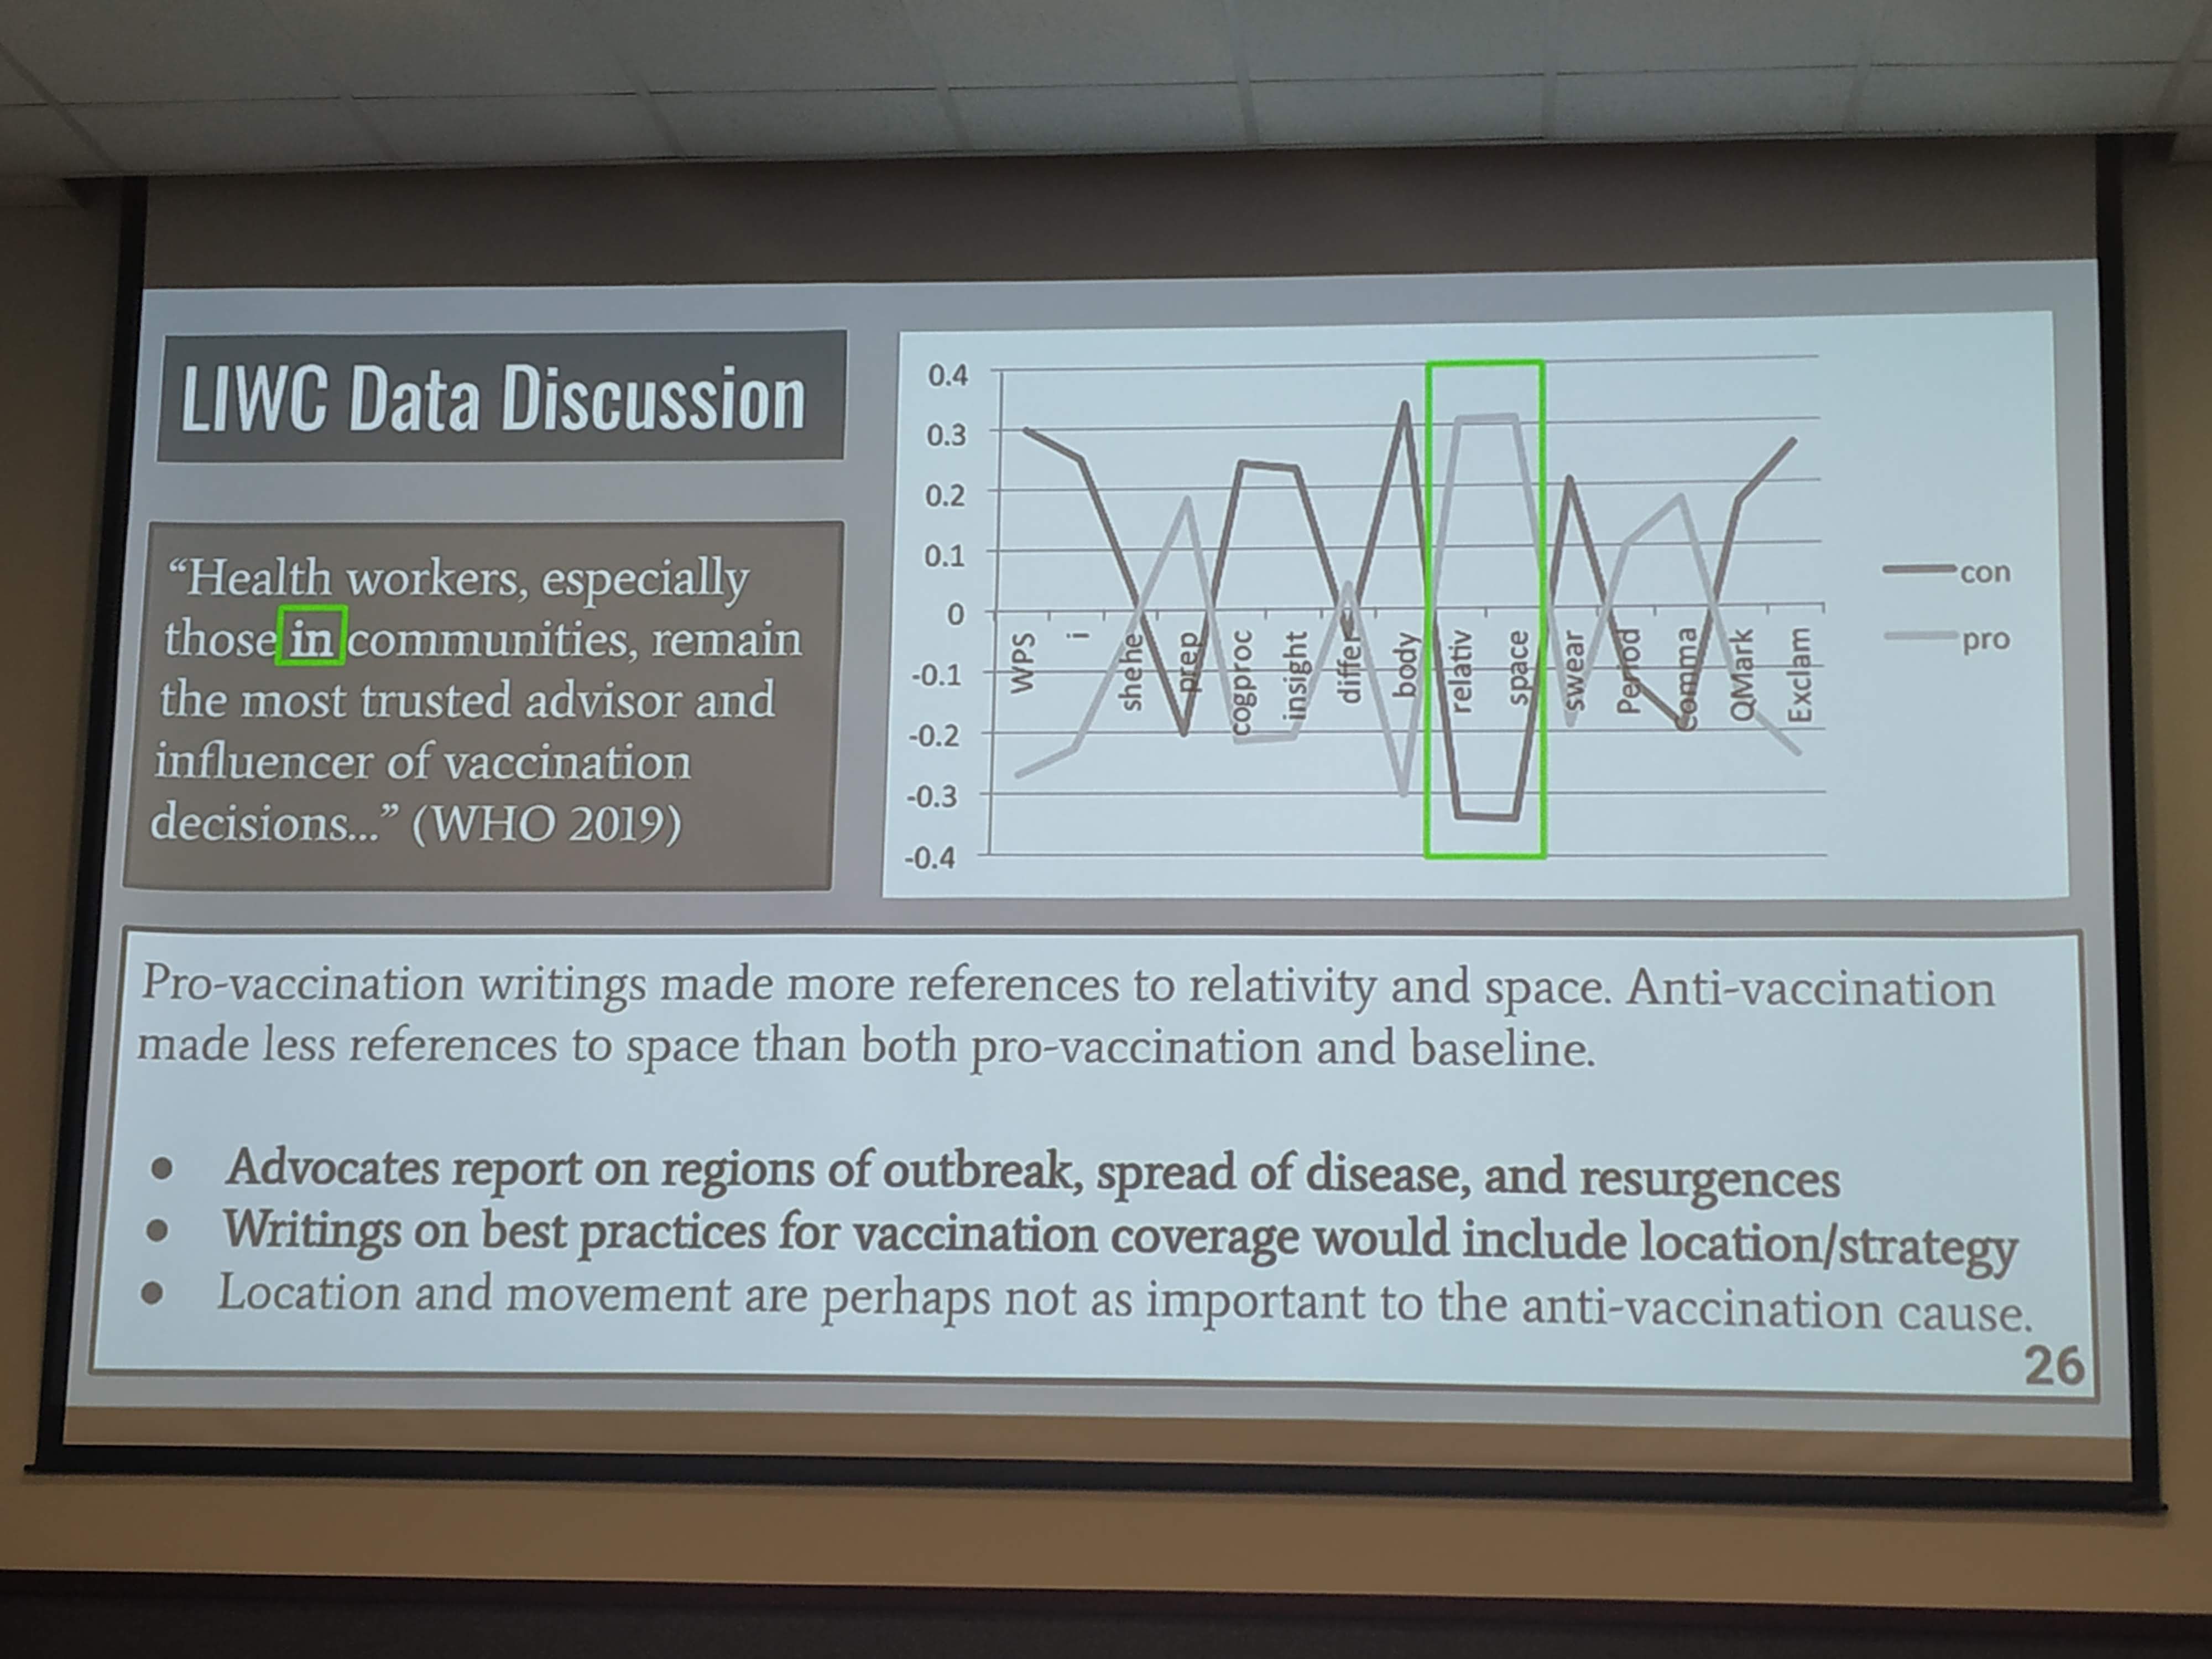 LIWC Data Discussion
“Health workers, especially
those in communities, remain
the most trusted advisor and
influencer of vaccination
decisions...” (WHO 2019)
0.4
0.3
0.2
0.1
0
-0.1
-0.2
-0.3
-0.4
WPS
i
shehe
prep
cogproc
insight
differ
body
relativ
space
swear
Period
Comma
QMark
Exclam
con
pro
Pro-vaccination writings made more references to relativity and space. Anti-vaccination
made less references to space than both pro-vaccination and baseline.
● Advocates report on regions of outbreak, spread of disease, and resurgences
● Writings on best practices for vaccination coverage would include location/strategy
● Location and movement are perhaps not as important to the anti-vaccination cause.
26